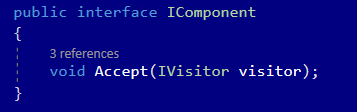 public interface IComponent
{
3 references
void Accept(IVisitor visitor);
}